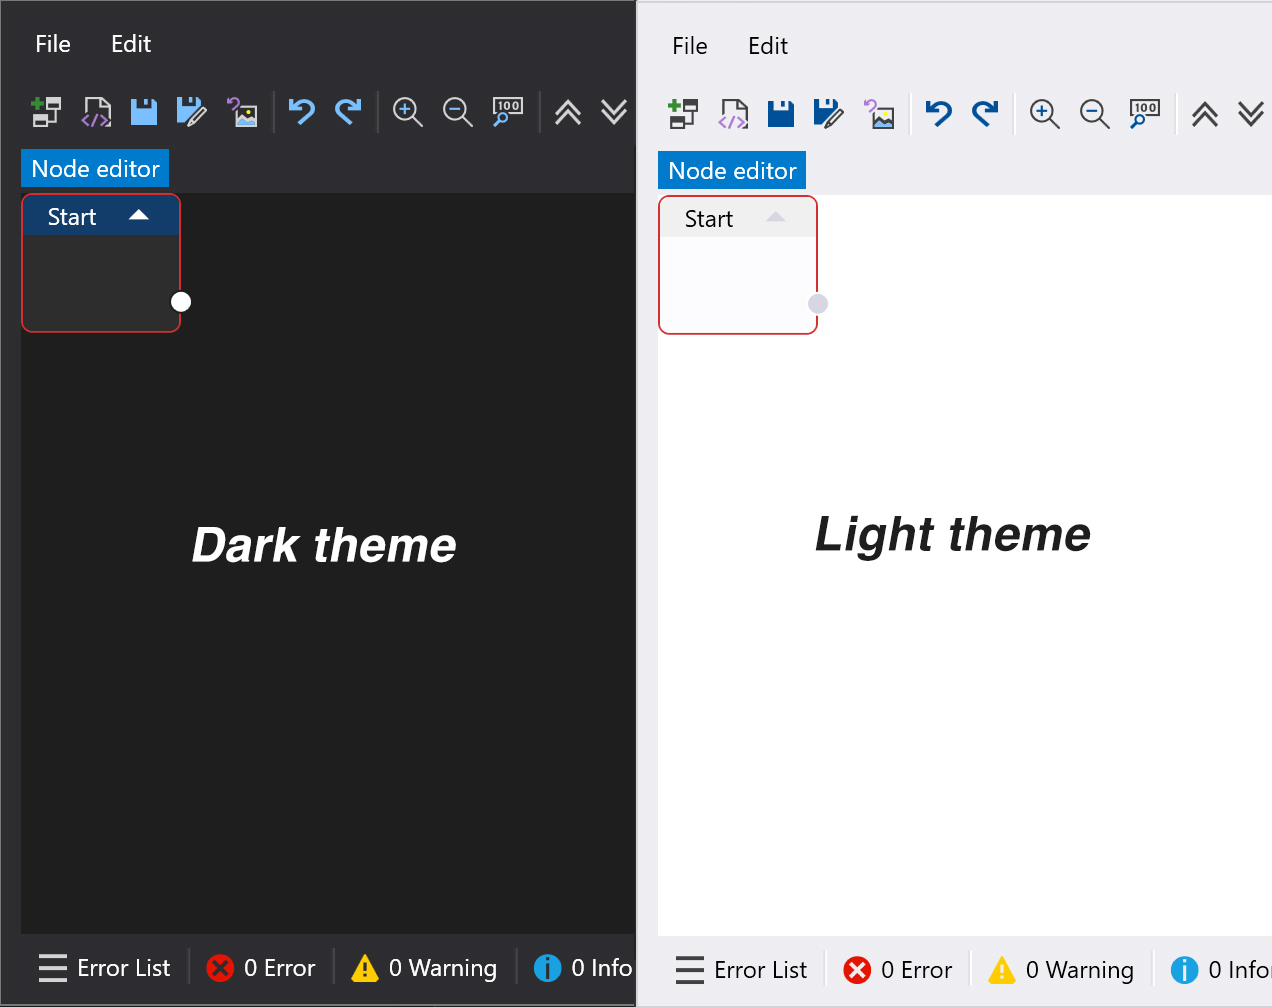 File Edit
100
Node editor
Start
Dark theme
Error List 0 Error 0 Warning 0 Info
File Edit
100
Node editor
Start
Light theme
Error List 0 Error 0 Warning 0 Infor